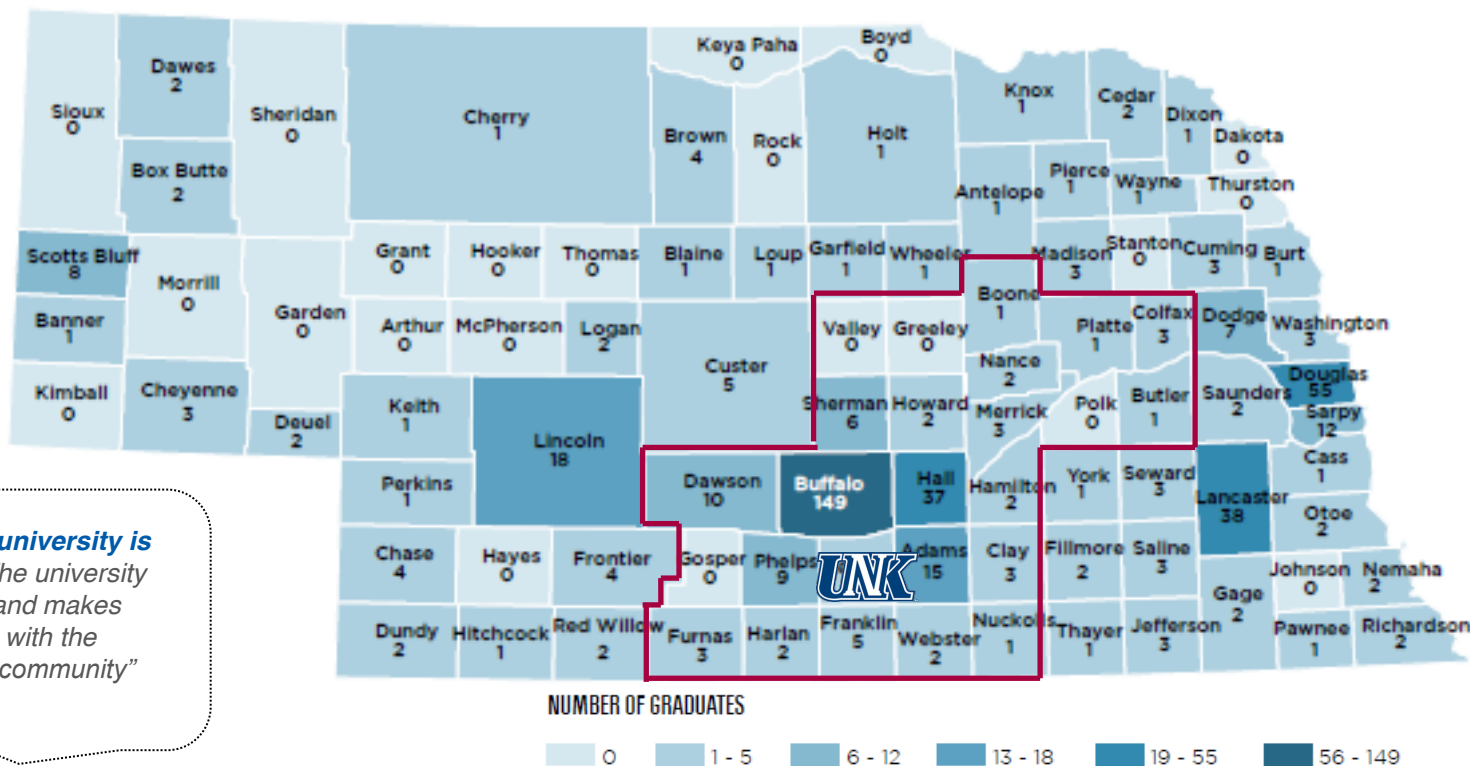 Keya Paha
0
Boyd
0
Dawes
2
Sioux
0
Sheridan
0
Cherry
1
Brown
4
Rock
0
Holt
1
Knox
1
Cedar
2
Dixon
1
Dakota
0
Box Butte
2
Antelope
1
Pierce
1
Wayne
1
Thurston
0
Scotts Bluff
8
Morrill
0
Garden
0
Grant
0
Hooker
0
Thomas
0
Blaine
1
Loup
1
Garfield
1
Wheeler
1
Madison
3
Stanton
0
Cuming
3
Burt
1
Banner
1
Arthur
0
McPherson
0
Logan
2
Custer
5
Valley
0
Greeley
0
Boone
1
Platte
1
Colfax
3
Dodge
7
Washington
3
Kimball
0
Cheyenne
3
Deuel
2
Keith
1
Lincoln
18
Sherman
6
Howard
2
Nance
2
Merrick
3
Polk
0
Butler
1
Saunders
2
Douglas
55
Sarpy
12
Perkins
1
Dawson
10
Buffalo
149
Hall
37
Hamilton
2
York
1
Seward
3
Lancaster
38
Cass
1
Otoe
2
Chase
4
Hayes
0
Frontier
4
Gosper
0
Phelps
9
UNK
Adams
15
Clay
3
Fillmore
2
Saline
3
Gage
2
Johnson
0
Nemaha
2
Dundy
2
Hitchcock
1
Red Willow
2
Furnas
3
Harlan
2
Franklin
5
Webster
2
Nuckolls
1
Thayer
1
Jefferson
3
Pawnee
1
Richardson
2
university is
he university
and makes
with the
community”
NUMBER OF GRADUATES
0
1 - 5
6 - 12
13 - 18
19 - 55
56 - 149